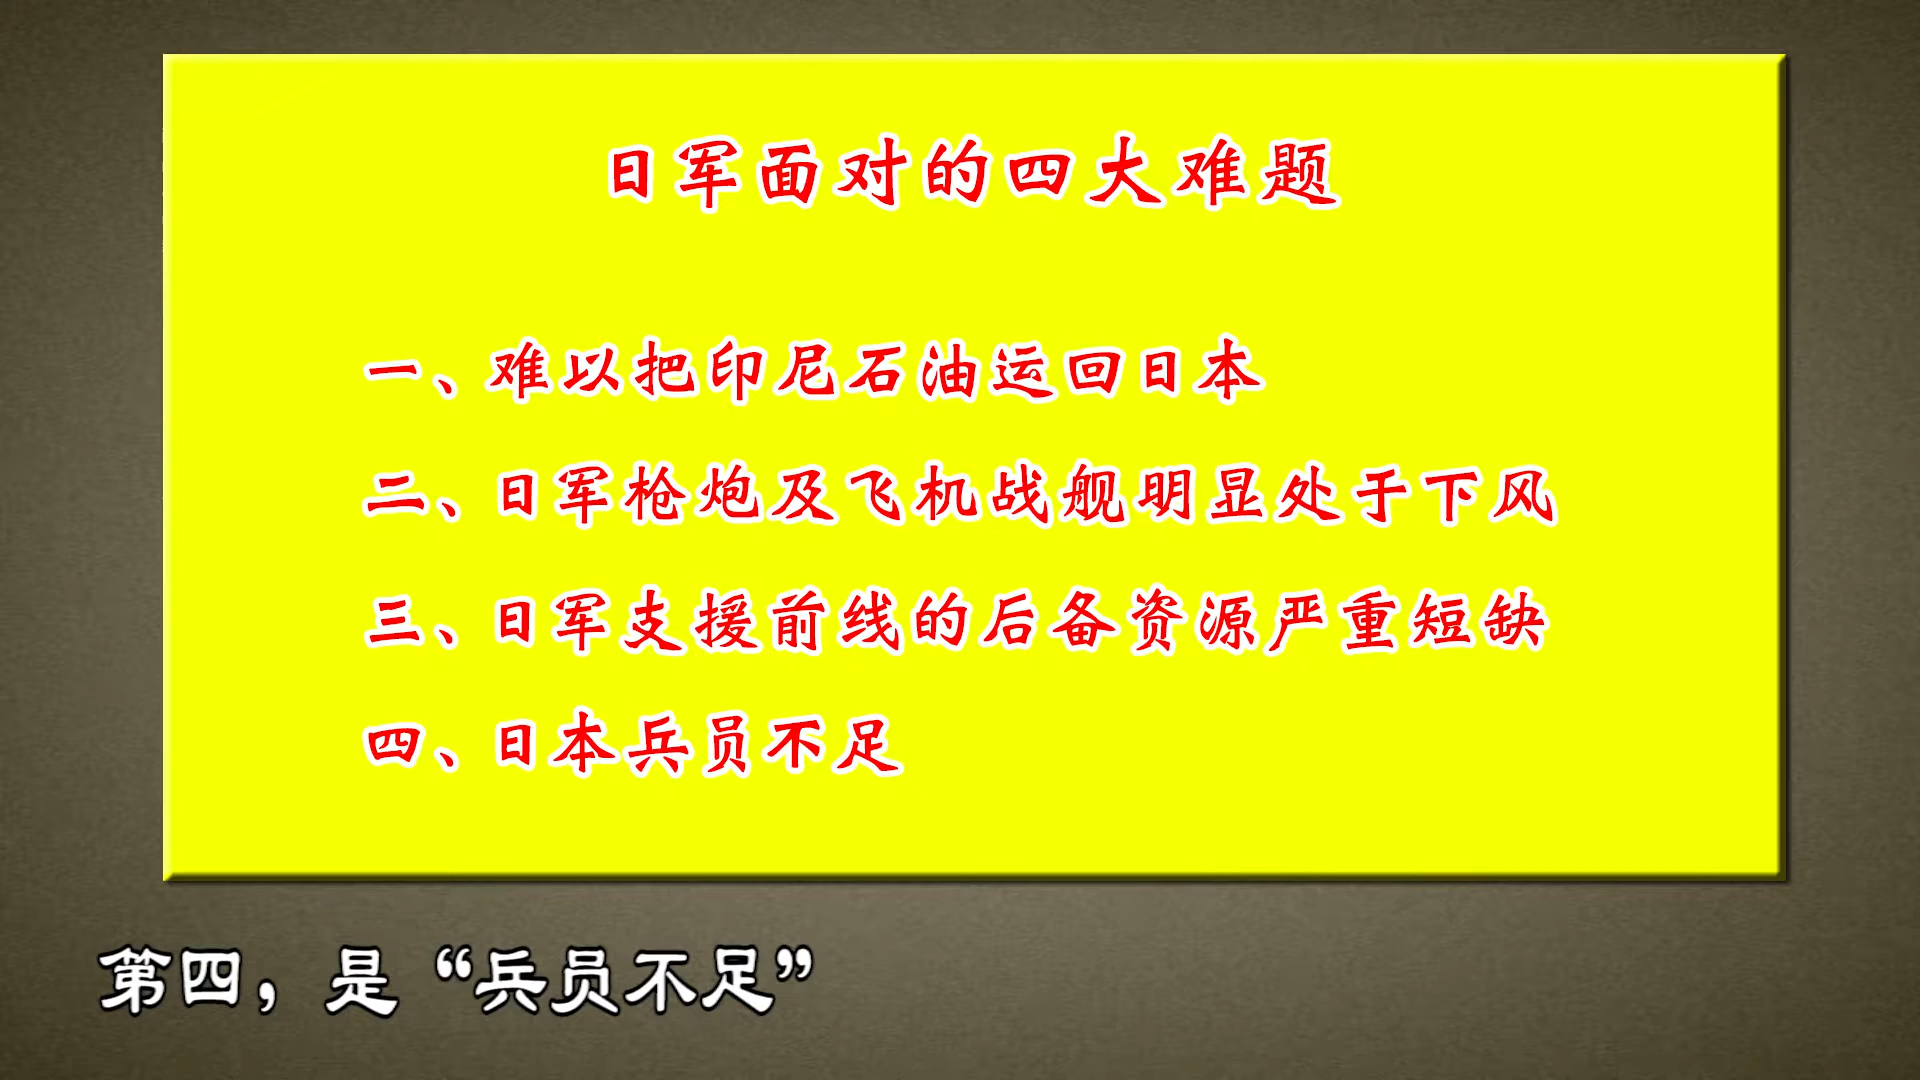 日军面对的四大难题
一、难以把印尼石油运回日本
二、日军枪炮及飞机战舰明显处于下风
三、日军支援前线的后备资源严重短缺
四、日本兵员不足
第四，是“兵员不足”